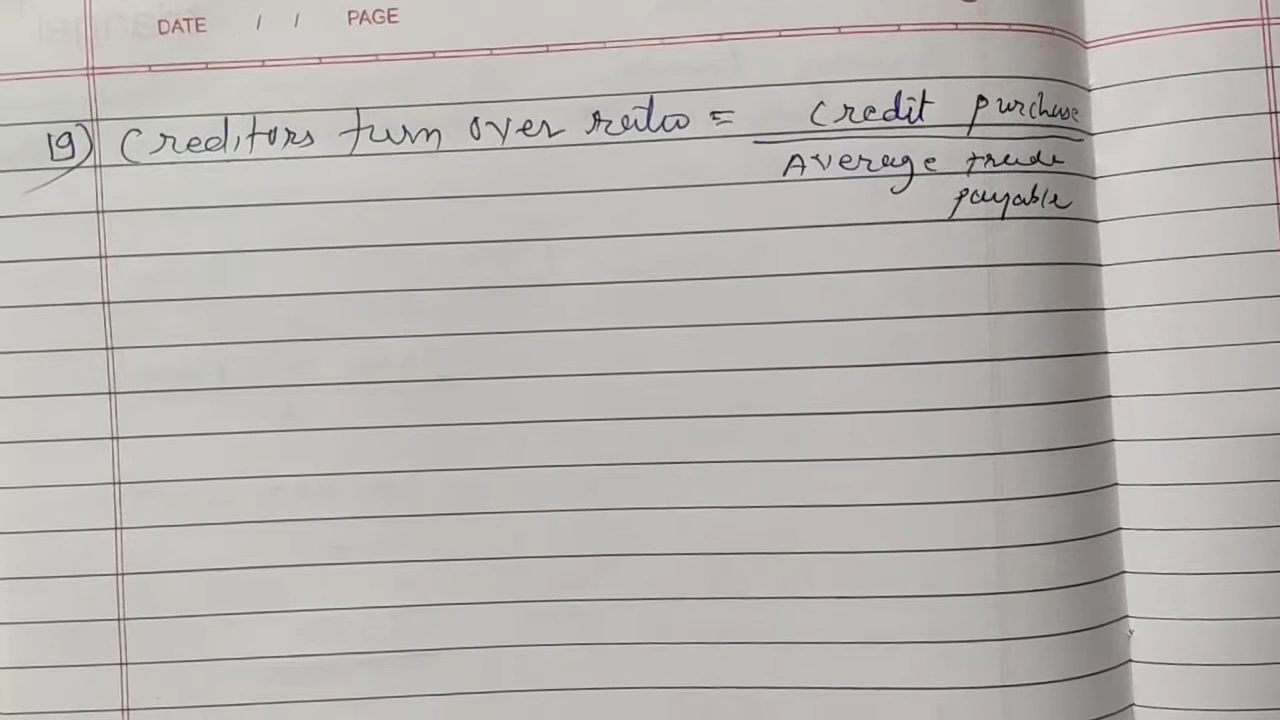 DATE / / PAGE
19) Creditors turn over ratio = Credit purchase
Average trade
payable